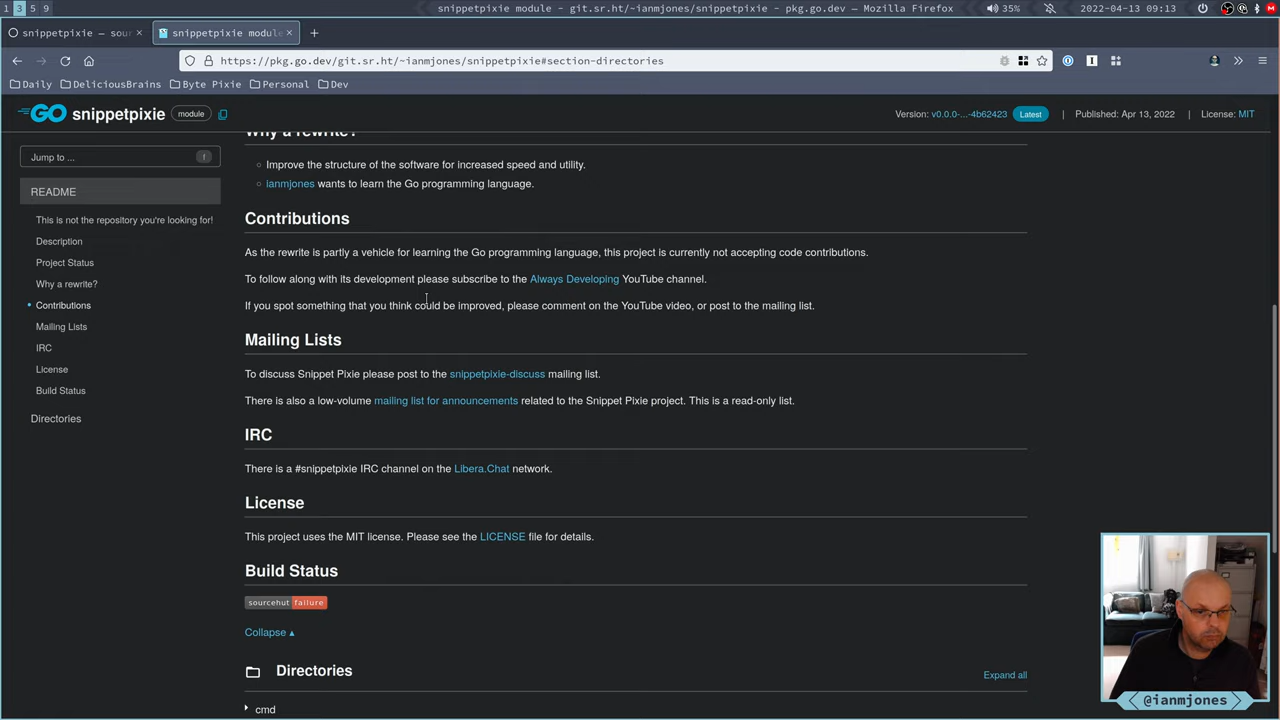 1 3 5 9
snippetpixie module - git.sr.ht/~ianmjones/snippetpixie - pkg.go.dev — Mozilla Firefox
35%
2022-04-13 09:13
snippetpixie — sour
snippetpixie module
https://pkg.go.dev/git.sr.ht/~ianmjones/snippetpixie#section-directories
Daily
DeliciousBrains
Byte Pixie
Personal
Dev
GO
snippetpixie
module
Version: v0.0.0-...-4b62423
Latest
Published: Apr 13, 2022
License: MIT
Jump to ...
f
README
This is not the repository you're looking for!
Description
Project Status
Why a rewrite?
Contributions
Mailing Lists
IRC
License
Build Status
Directories
Why a rewrite?
Improve the structure of the software for increased speed and utility.
ianmjones wants to learn the Go programming language.
Contributions
As the rewrite is partly a vehicle for learning the Go programming language, this project is currently not accepting code contributions.
To follow along with its development please subscribe to the Always Developing YouTube channel.
If you spot something that you think could be improved, please comment on the YouTube video, or post to the mailing list.
Mailing Lists
To discuss Snippet Pixie please post to the snippetpixie-discuss mailing list.
There is also a low-volume mailing list for announcements related to the Snippet Pixie project. This is a read-only list.
IRC
There is a #snippetpixie IRC channel on the Libera.Chat network.
License
This project uses the MIT license. Please see the LICENSE file for details.
Build Status
sourcehut failure
Collapse
Directories
Expand all
cmd
@ianmjones